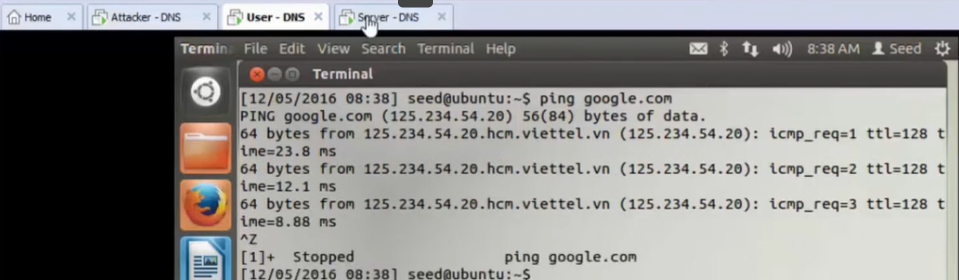 Home
Attacker - DNS
User - DNS
Server - DNS
Termin File Edit View Search Terminal Help 8:38 AM Seed
Terminal
[12/05/2016 08:38] seed@ubuntu:~$ ping google.com
PING google.com (125.234.54.20) 56(84) bytes of data.
64 bytes from 125.234.54.20.hcm.viettel.vn (125.234.54.20): icmp_req=1 ttl=128 t
ime=23.8 ms
64 bytes from 125.234.54.20.hcm.viettel.vn (125.234.54.20): icmp_req=2 ttl=128 t
ime=12.1 ms
64 bytes from 125.234.54.20.hcm.viettel.vn (125.234.54.20): icmp_req=3 ttl=128 t
ime=8.88 ms
^Z
[1]+  Stopped                 ping google.com
[12/05/2016 08:38] seed@ubuntu:~$